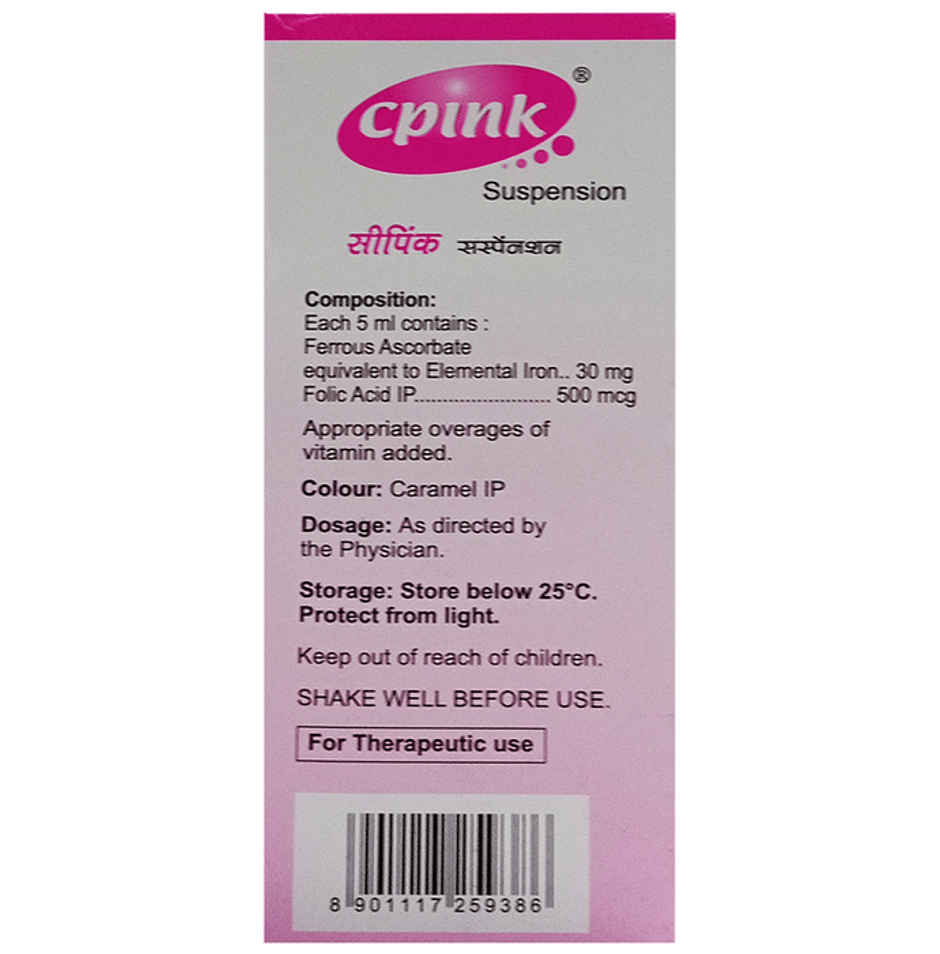 cpink®
Suspension
सीपिंक सस्पेंनशन
Composition:
Each 5 ml contains :
Ferrous Ascorbate
equivalent to Elemental Iron.. 30 mg
Folic Acid IP......................... 500 mcg
Appropriate overages of
vitamin added.
Colour: Caramel IP
Dosage: As directed by
the Physician.
Storage: Store below 25°C.
Protect from light.
Keep out of reach of children.
SHAKE WELL BEFORE USE.
For Therapeutic use
8 901117 259386